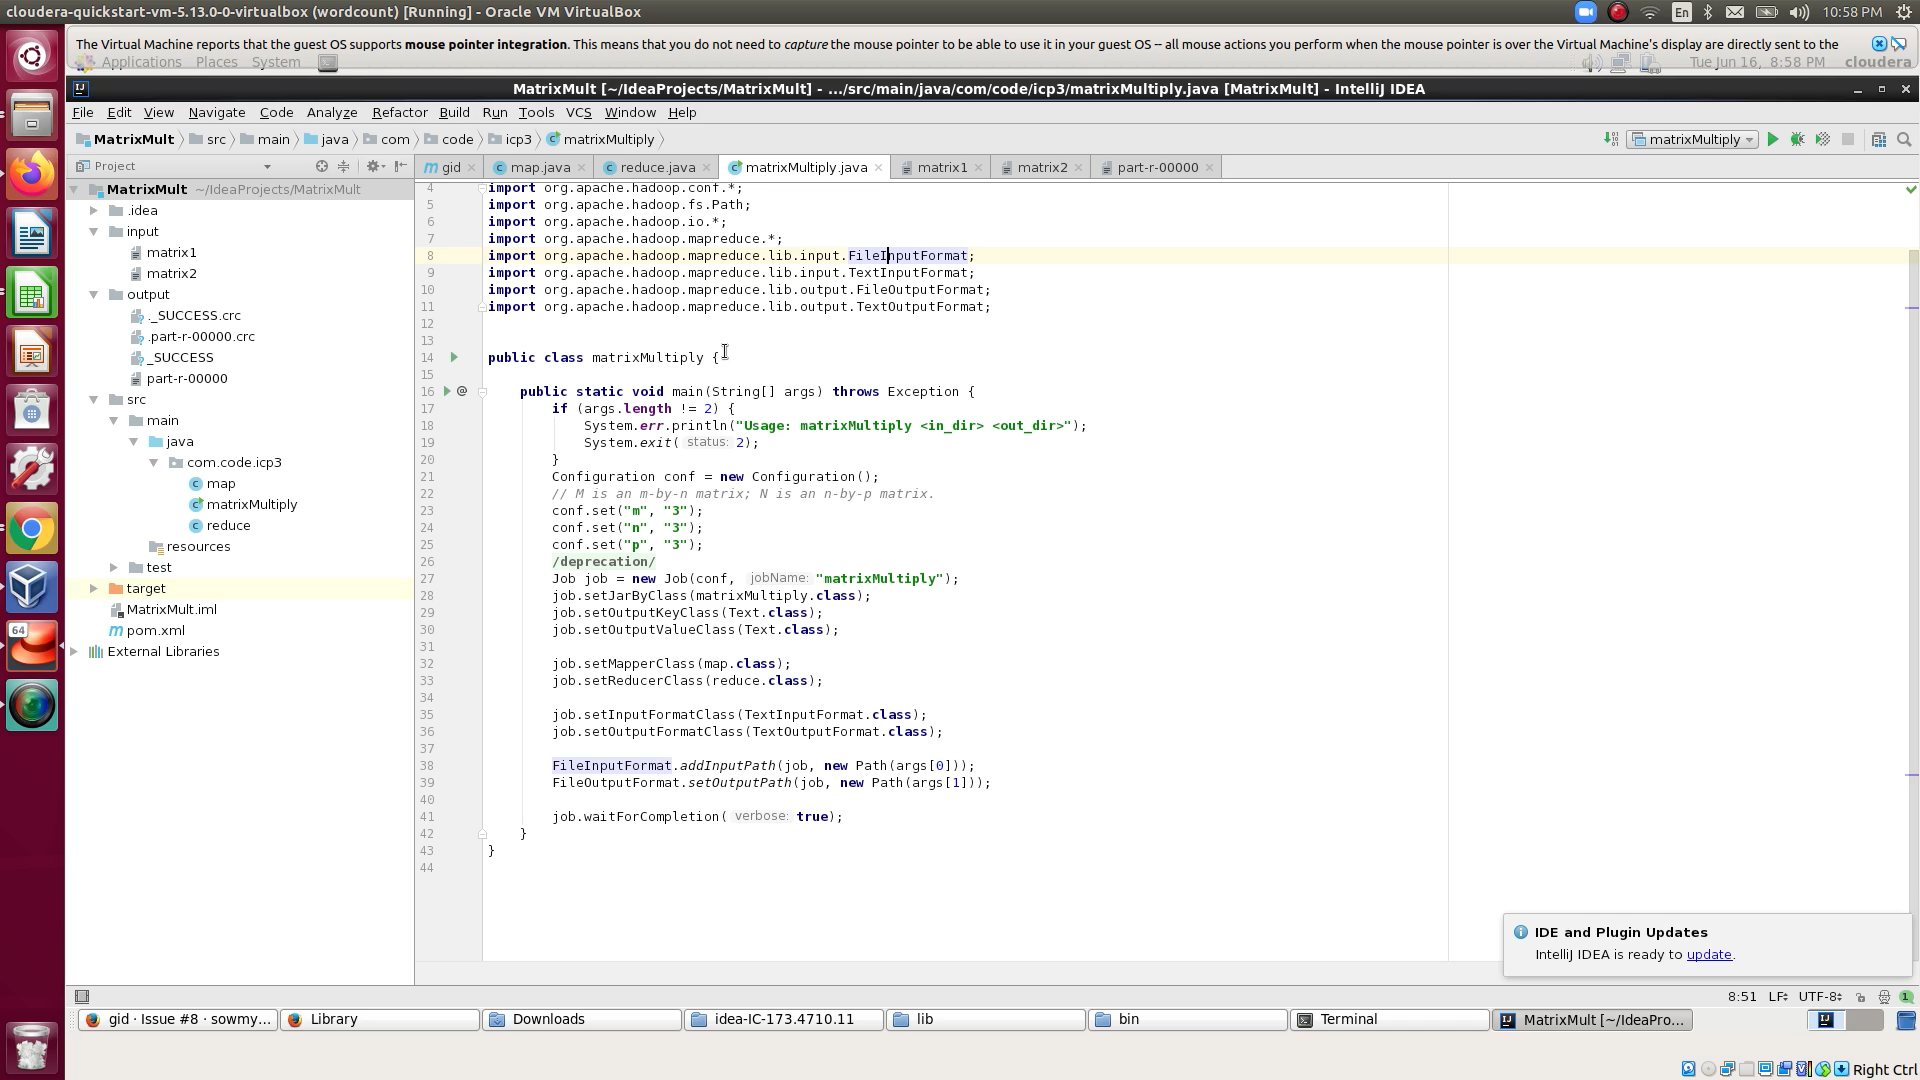 cloudera-quickstart-vm-5.13.0-0-virtualbox (wordcount) [Running] - Oracle VM VirtualBox
En
10:58 PM
The Virtual Machine reports that the guest OS supports mouse pointer integration. This means that you do not need to capture the mouse pointer to be able to use it in your guest OS -- all mouse actions you perform when the mouse pointer is over the Virtual Machine's display are directly sent to the
Applications Places System
Tue Jun 16, 8:58 PM cloudera
MatrixMult [~/IdeaProjects/MatrixMult] - .../src/main/java/com/code/icp3/matrixMultiply.java [MatrixMult] - IntelliJ IDEA
File Edit View Navigate Code Analyze Refactor Build Run Tools VCS Window Help
MatrixMult src main java com code icp3 matrixMultiply
matrixMultiply
Project
gid map.java reduce.java matrixMultiply.java matrix1 matrix2 part-r-00000
MatrixMult ~/IdeaProjects/MatrixMult
.idea
input
matrix1
matrix2
output
._SUCCESS.crc
.part-r-00000.crc
_SUCCESS
part-r-00000
src
main
java
com.code.icp3
map
matrixMultiply
reduce
resources
test
target
MatrixMult.iml
pom.xml
External Libraries
64
4 import org.apache.hadoop.conf.*;
5 import org.apache.hadoop.fs.Path;
6 import org.apache.hadoop.io.*;
7 import org.apache.hadoop.mapreduce.*;
8 import org.apache.hadoop.mapreduce.lib.input.FileInputFormat;
9 import org.apache.hadoop.mapreduce.lib.input.TextInputFormat;
10 import org.apache.hadoop.mapreduce.lib.output.FileOutputFormat;
11 import org.apache.hadoop.mapreduce.lib.output.TextOutputFormat;
12
13
14 public class matrixMultiply {
15
16 @ public static void main(String[] args) throws Exception {
17 if (args.length != 2) {
18 System.err.println("Usage: matrixMultiply <in_dir> <out_dir>");
19 System.exit( status: 2);
20 }
21 Configuration conf = new Configuration();
22 // M is an m-by-n matrix; N is an n-by-p matrix.
23 conf.set("m", "3");
24 conf.set("n", "3");
25 conf.set("p", "3");
26 /deprecation/
27 Job job = new Job(conf, jobName: "matrixMultiply");
28 job.setJarByClass(matrixMultiply.class);
29 job.setOutputKeyClass(Text.class);
30 job.setOutputValueClass(Text.class);
31
32 job.setMapperClass(map.class);
33 job.setReducerClass(reduce.class);
34
35 job.setInputFormatClass(TextInputFormat.class);
36 job.setOutputFormatClass(TextOutputFormat.class);
37
38 FileInputFormat.addInputPath(job, new Path(args[0]));
39 FileOutputFormat.setOutputPath(job, new Path(args[1]));
40
41 job.waitForCompletion( verbose: true);
42 }
43 }
44
IDE and Plugin Updates
IntelliJ IDEA is ready to update.
8:51 LF UTF-8 1
gid · Issue #8 · sowmy... Library Downloads idea-IC-173.4710.11 lib bin Terminal MatrixMult [~/IdeaPro...
Right Ctrl